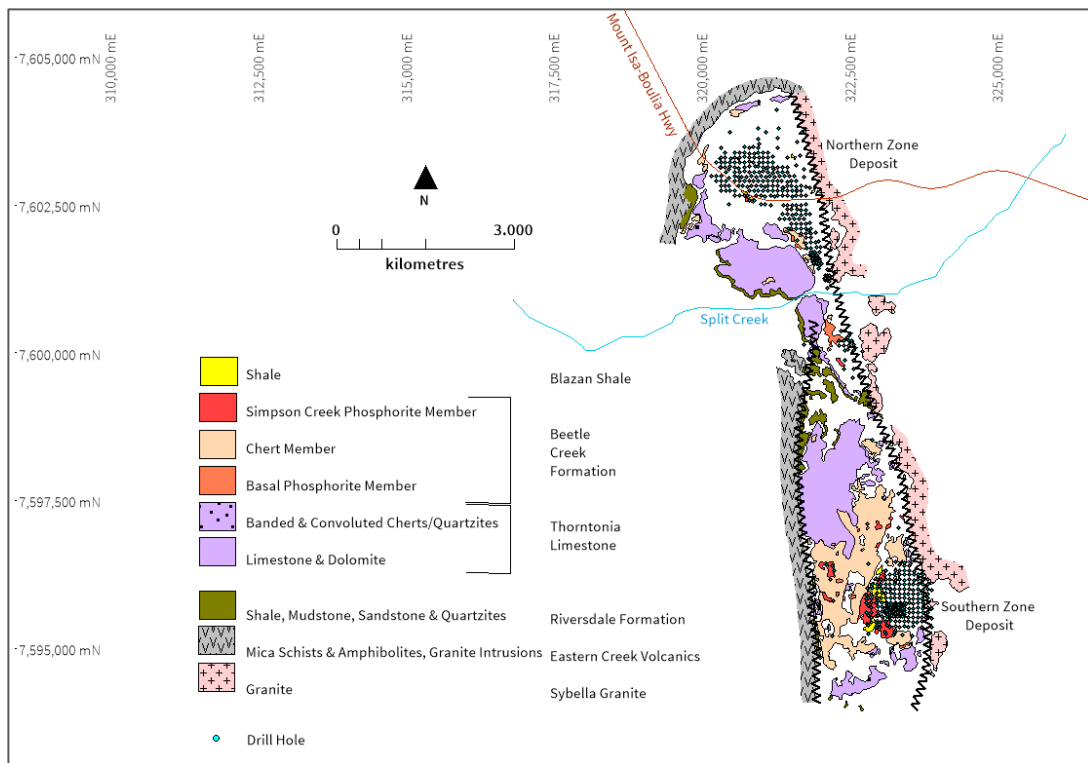 7,605,000 mN
7,602,500 mN
7,600,000 mN
7,597,500 mN
7,595,000 mN
310,000 mE
312,500 mE
315,000 mE
317,500 mE
320,000 mE
322,500 mE
325,000 mE
Mount Isa-Boulia Hwy
Northern Zone
Deposit
N
0
3.000
kilometres
Split Creek
Shale
Blazan Shale
Simpson Creek Phosphorite Member
Chert Member
Basal Phosphorite Member
Beetle
Creek
Formation
Banded & Convoluted Cherts/Quartzites
Limestone & Dolomite
Thorntonia
Limestone
Shale, Mudstone, Sandstone & Quartzites
Riversdale Formation
Mica Schists & Amphibolites, Granite Intrusions
Eastern Creek Volcanics
Granite
Sybella Granite
Drill Hole
Southern Zone
Deposit